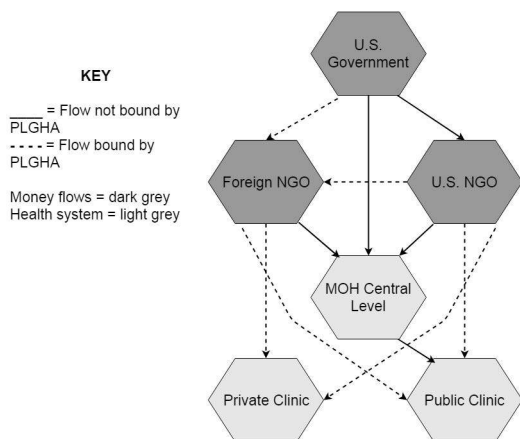 KEY
____ = Flow not bound by
PLGHA
---- = Flow bound by
PLGHA
Money flows = dark grey
Health system = light grey
U.S.
Government
Foreign NGO
U.S. NGO
MOH Central
Level
Private Clinic
Public Clinic